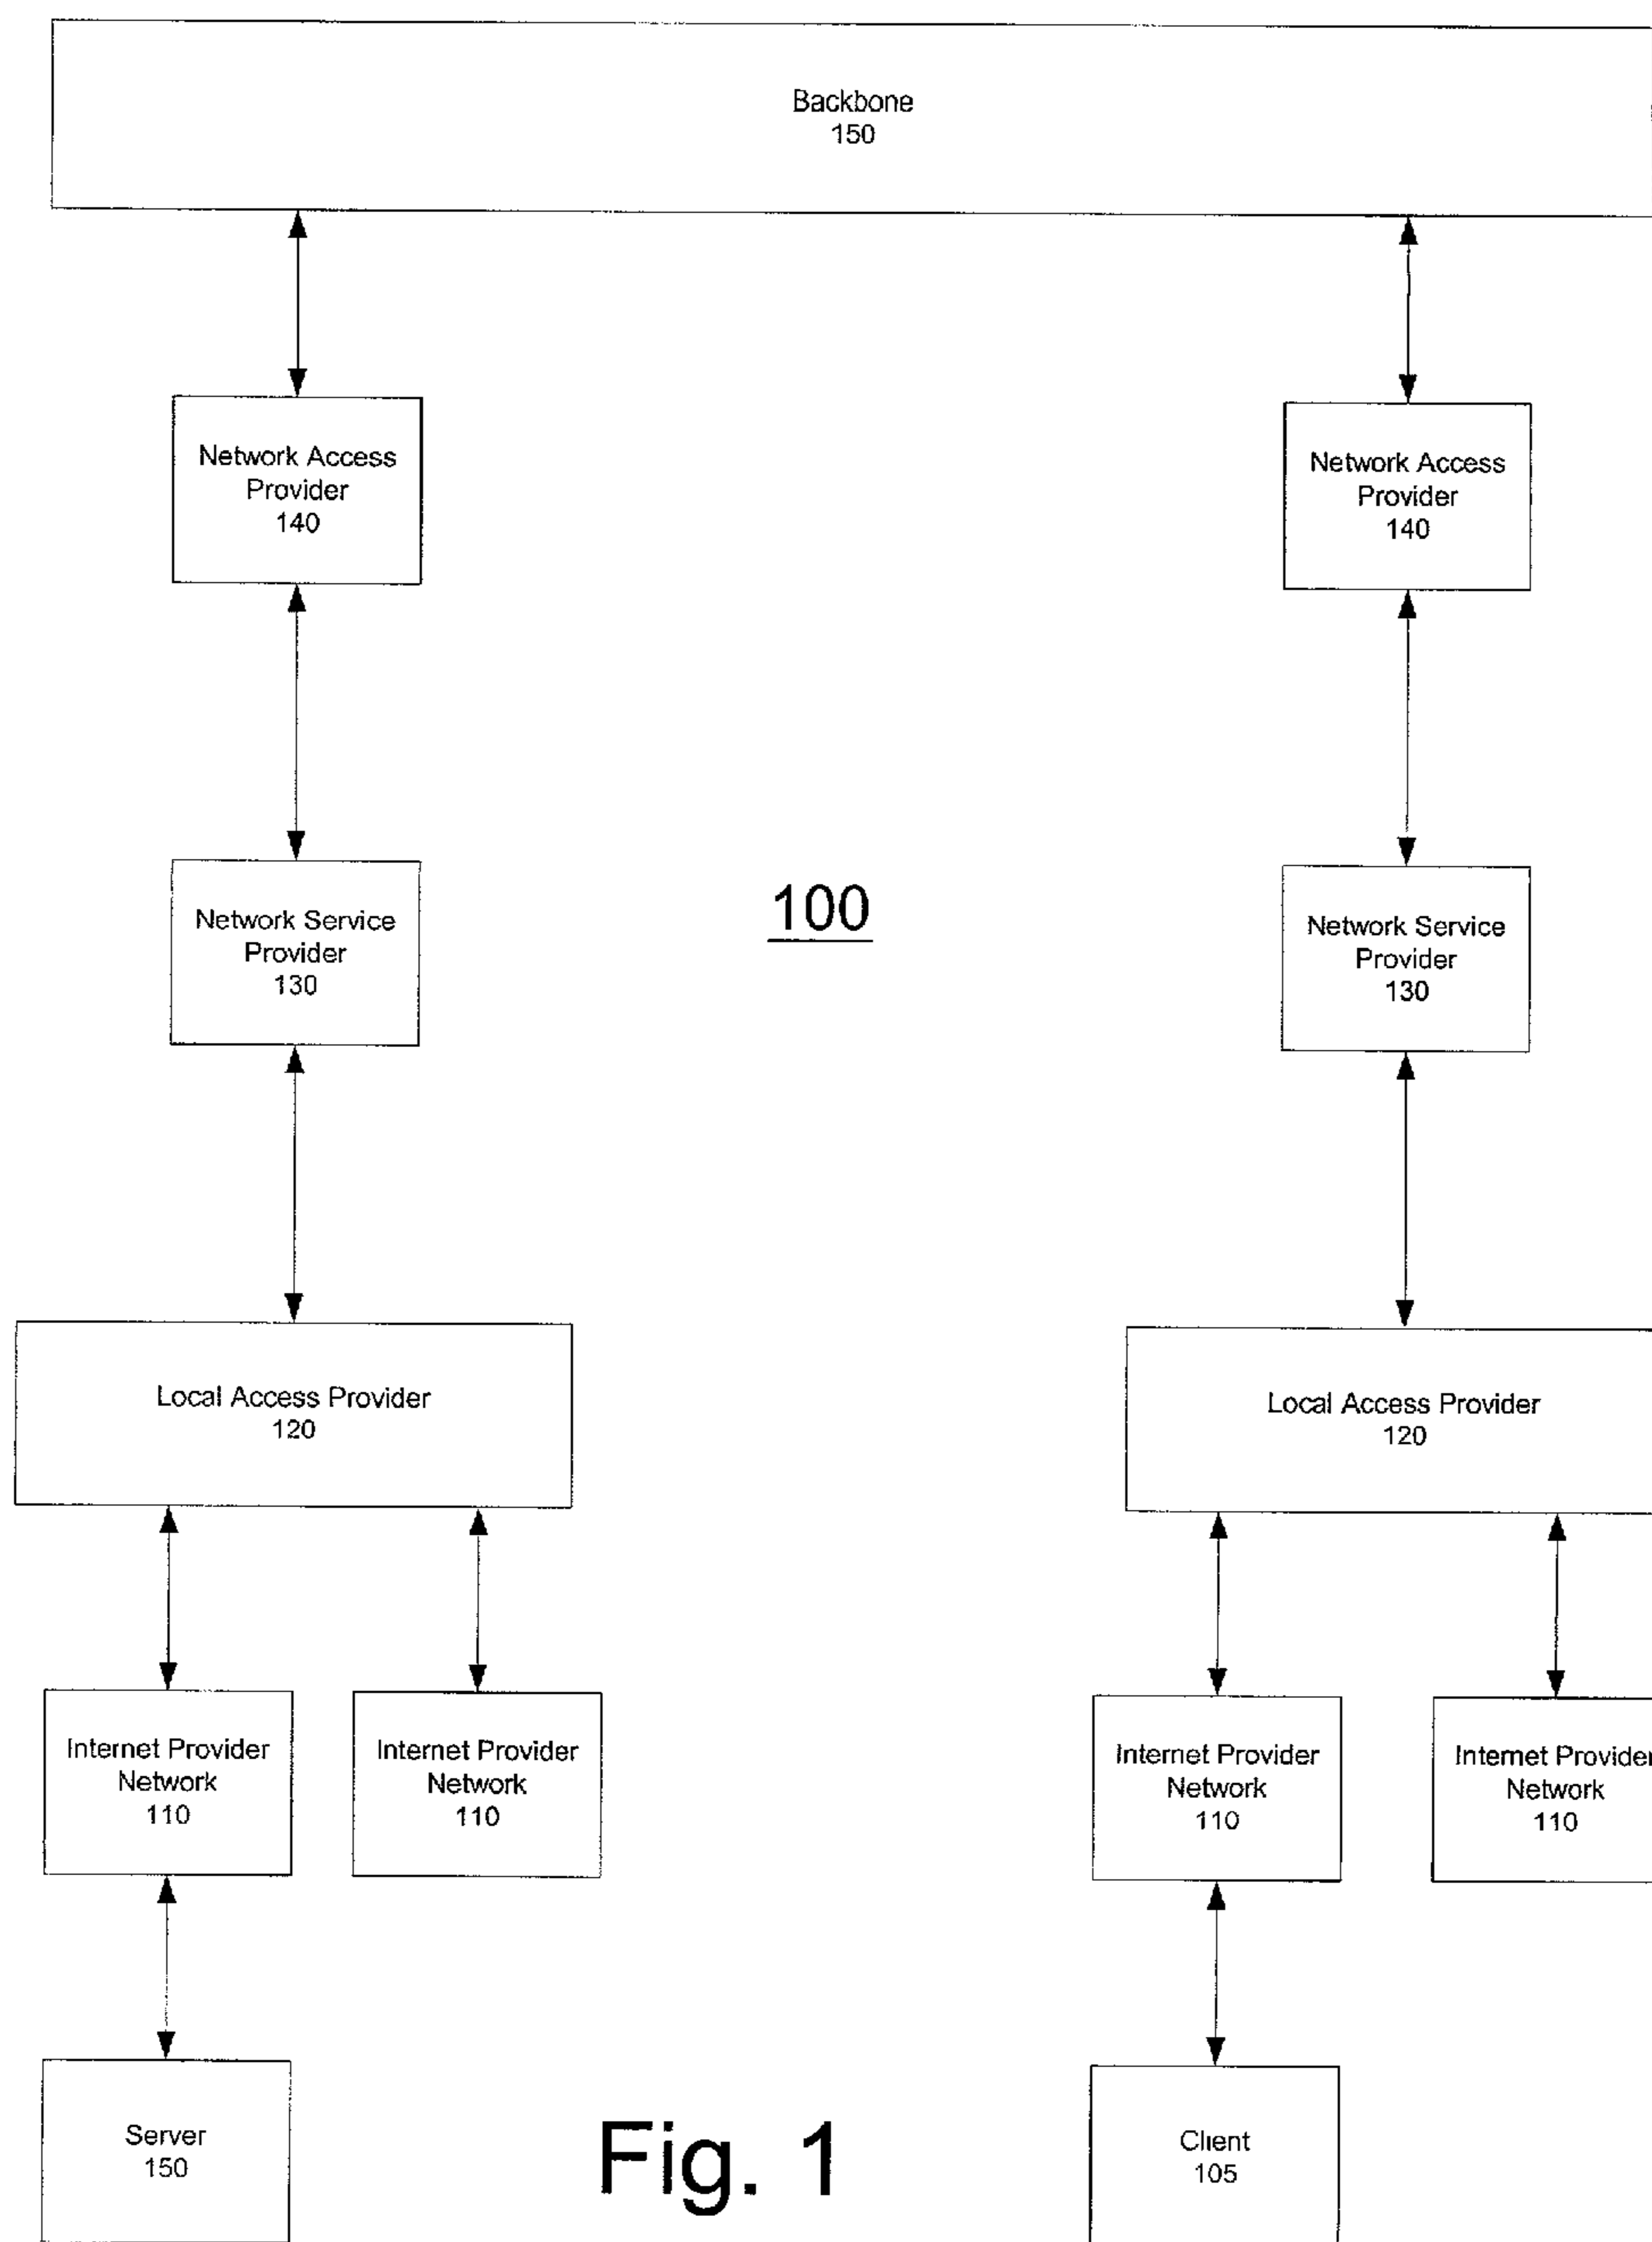 Backbone
150
Network Access
Provider
140
Network Access
Provider
140
Network Service
Provider
130
100
Network Service
Provider
130
Local Access Provider
120
Local Access Provider
120
Internet Provider
Network
110
Internet Provider
Network
110
Internet Provider
Network
110
Internet Provider
Network
110
Server
150
Fig. 1
Client
105